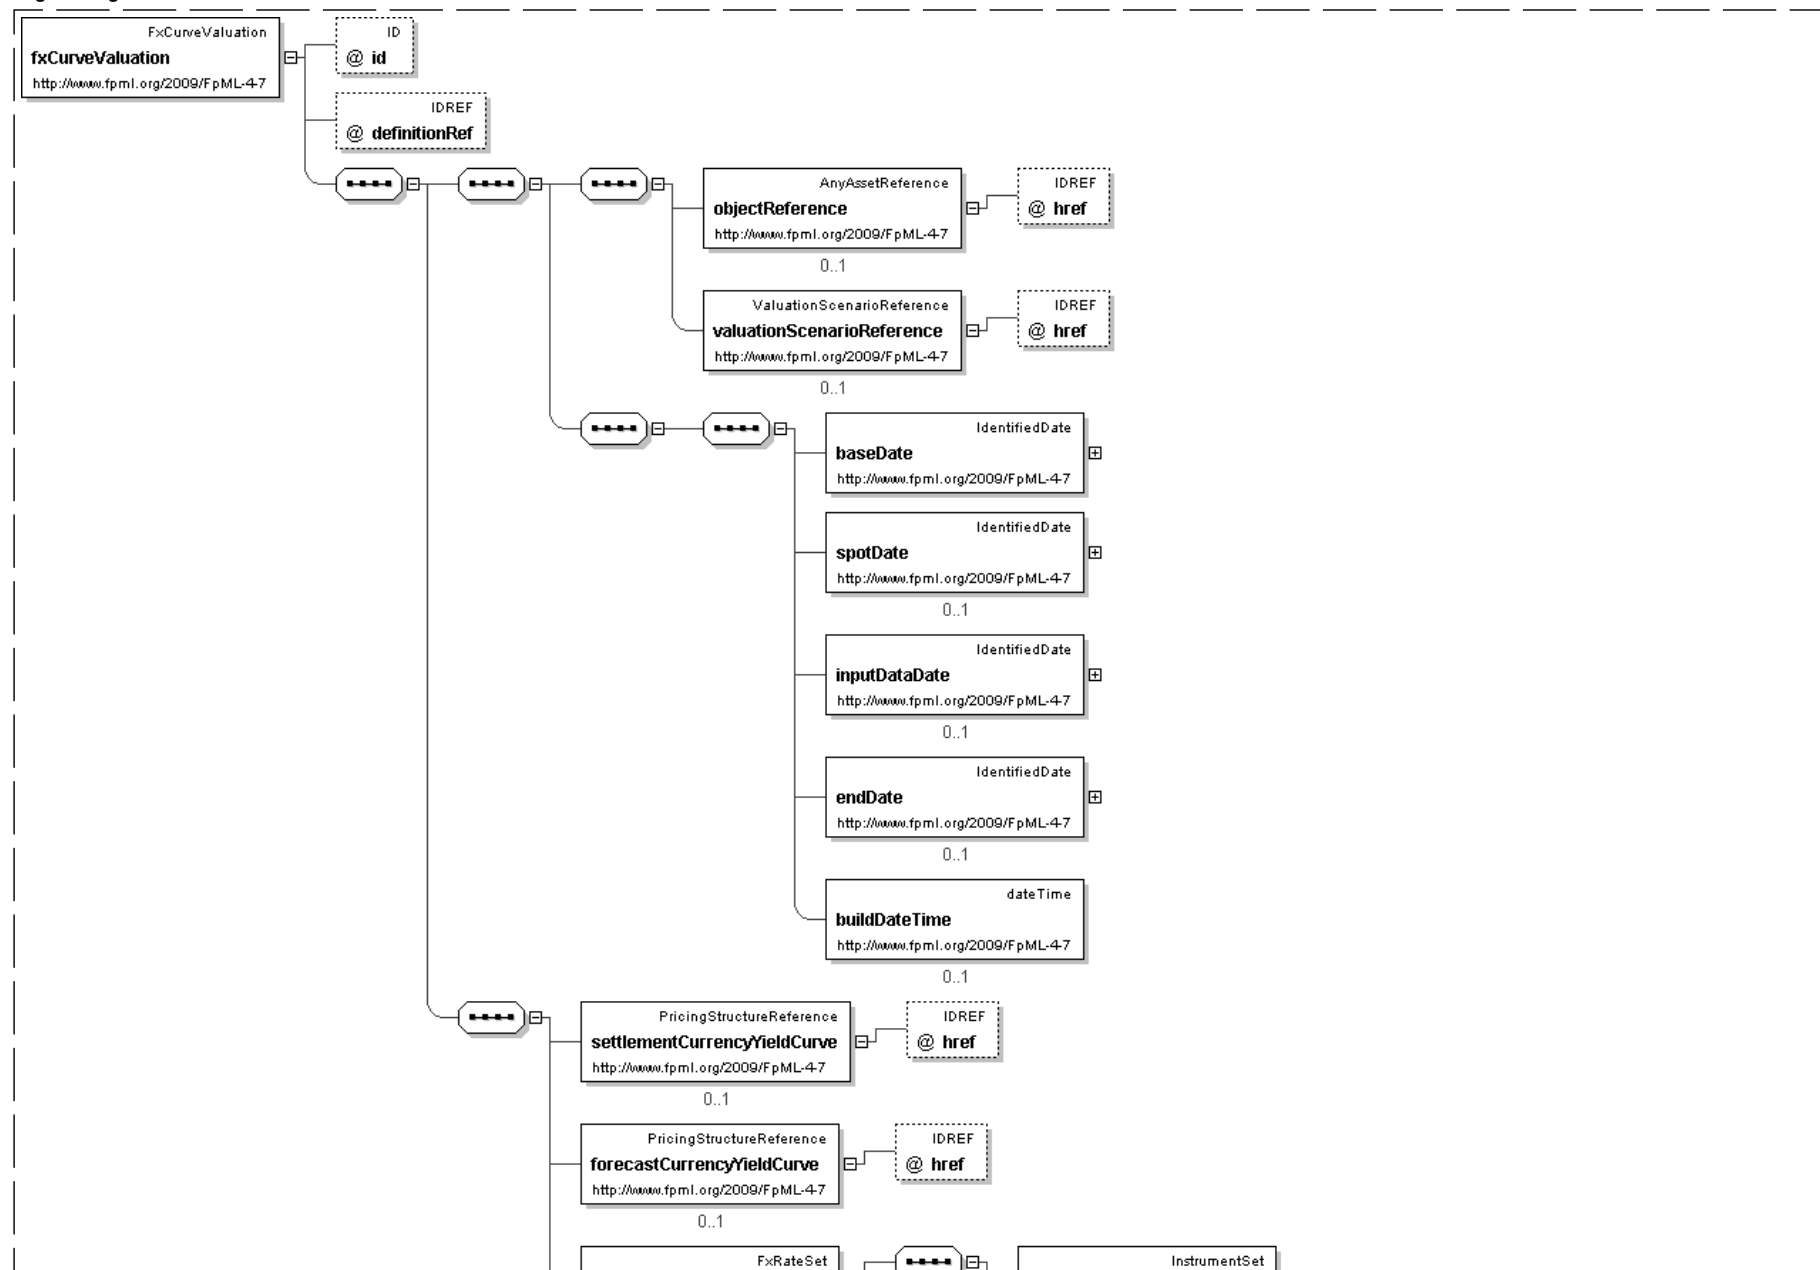 FxCurveValuation
fxCurveValuation
http://www.fpml.org/2009/FpML-4-7
ID
@ id
IDREF
@ definitionRef
AnyAssetReference
objectReference
http://www.fpml.org/2009/FpML-4-7
0..1
IDREF
@ href
ValuationScenarioReference
valuationScenarioReference
http://www.fpml.org/2009/FpML-4-7
0..1
IDREF
@ href
IdentifiedDate
baseDate
http://www.fpml.org/2009/FpML-4-7
IdentifiedDate
spotDate
http://www.fpml.org/2009/FpML-4-7
0..1
IdentifiedDate
inputDataDate
http://www.fpml.org/2009/FpML-4-7
0..1
IdentifiedDate
endDate
http://www.fpml.org/2009/FpML-4-7
0..1
dateTime
buildDateTime
http://www.fpml.org/2009/FpML-4-7
0..1
PricingStructureReference
settlementCurrencyYieldCurve
http://www.fpml.org/2009/FpML-4-7
0..1
IDREF
@ href
PricingStructureReference
forecastCurrencyYieldCurve
http://www.fpml.org/2009/FpML-4-7
0..1
IDREF
@ href
FxRateSet
InstrumentSet